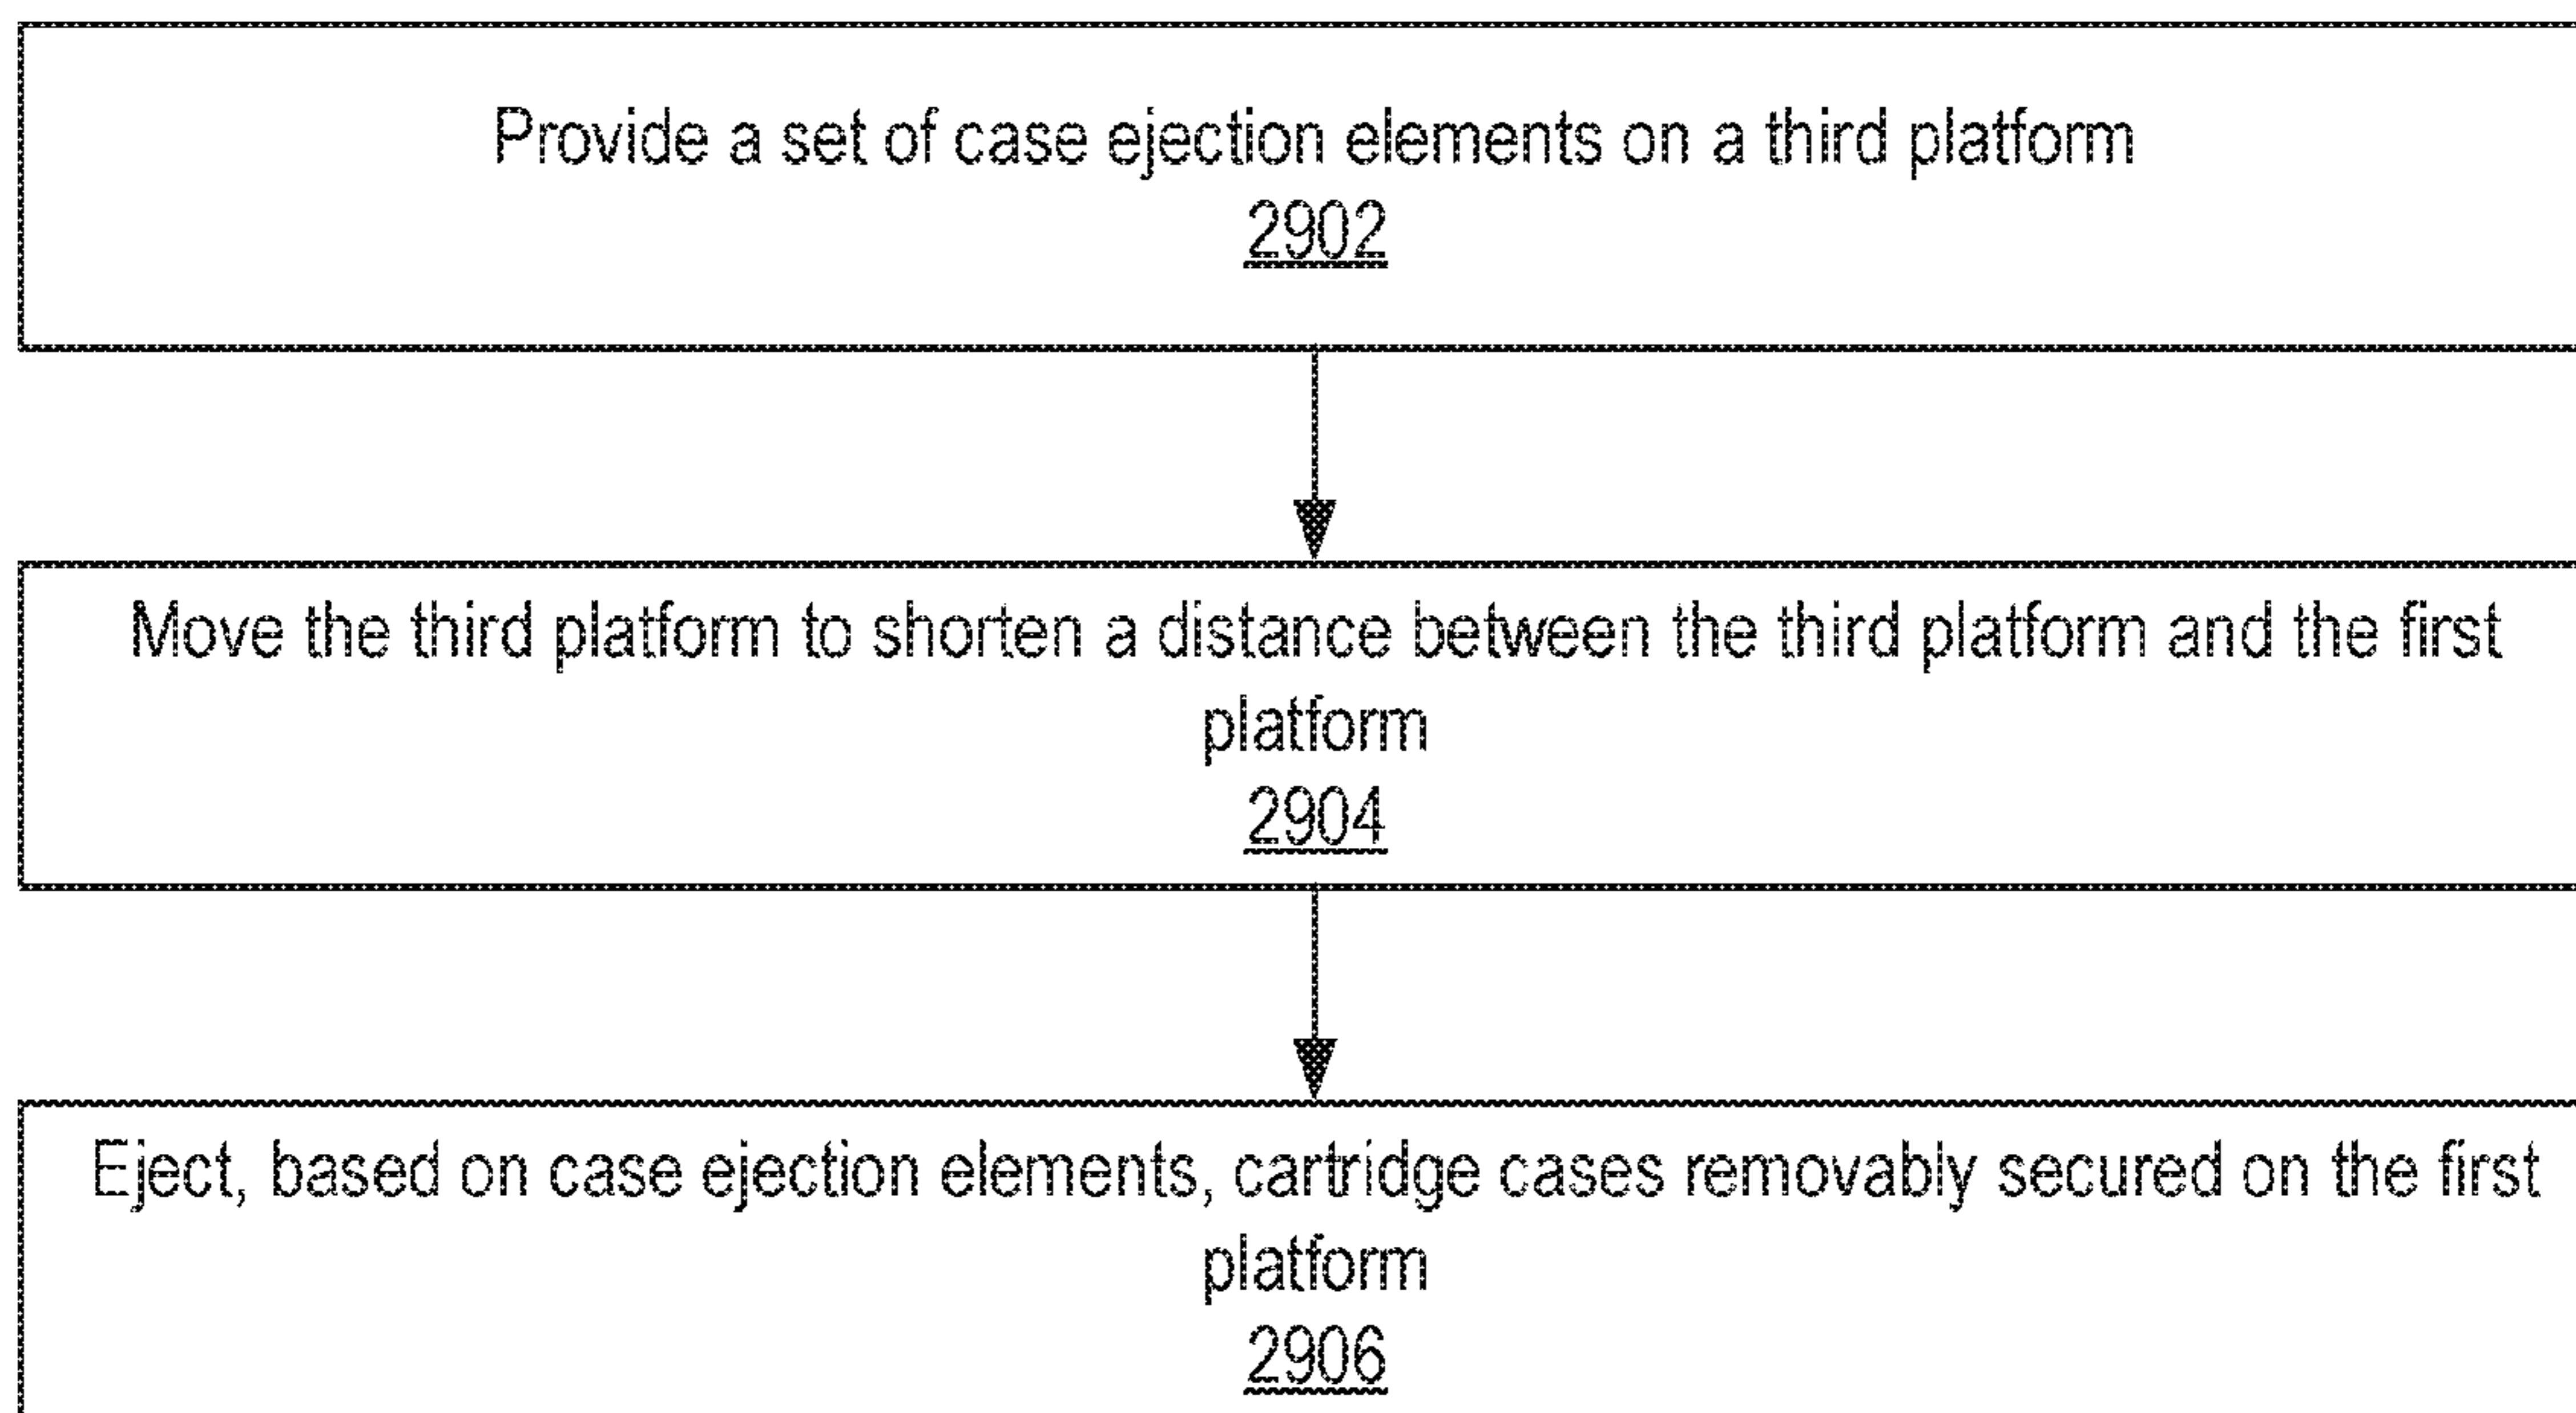 Provide a set of case ejection elements on a third platform
2902
Move the third platform to shorten a distance between the third platform and the first
platform
2904
Eject, based on case ejection elements, cartridge cases removably secured on the first
platform
2906